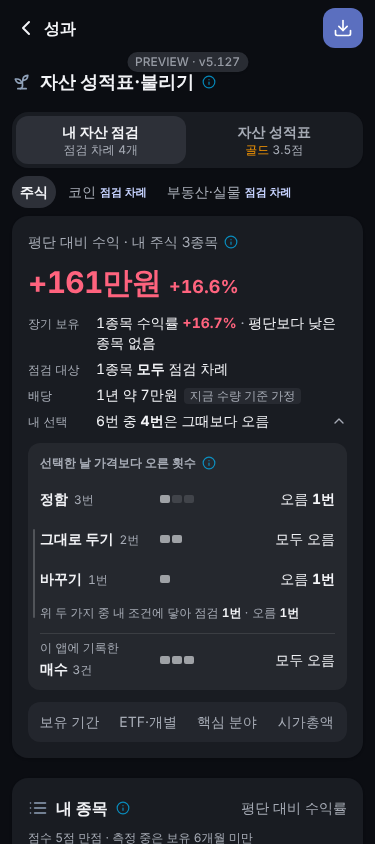 성과
PREVIEW · v5.127
자산 성적표·불리기
내 자산 점검
점검 차례 4개
자산 성적표
골드 3.5점
주식
코인 점검 차례
부동산·실물 점검 차례
평단 대비 수익 · 내 주식 3종목
+161만원 +16.6%
장기 보유 1종목 수익률 +16.7% · 평단보다 낮은
종목 없음
점검 대상 1종목 모두 점검 차례
배당 1년 약 7만원 지금 수량 기준 가정
내 선택 6번 중 4번은 그때보다 오름
선택한 날 가격보다 오른 횟수
정함 3번 오름 1번
그대로 두기 2번 모두 오름
바꾸기 1번 오름 1번
위 두 가지 중 내 조건에 닿아 점검 1번 · 오름 1번
이 앱에 기록한
매수 3건 모두 오름
보유 기간 ETF·개별 핵심 분야 시가총액
내 종목 평단 대비 수익률
점수 5점 만점 · 측정 중은 보유 6개월 미만